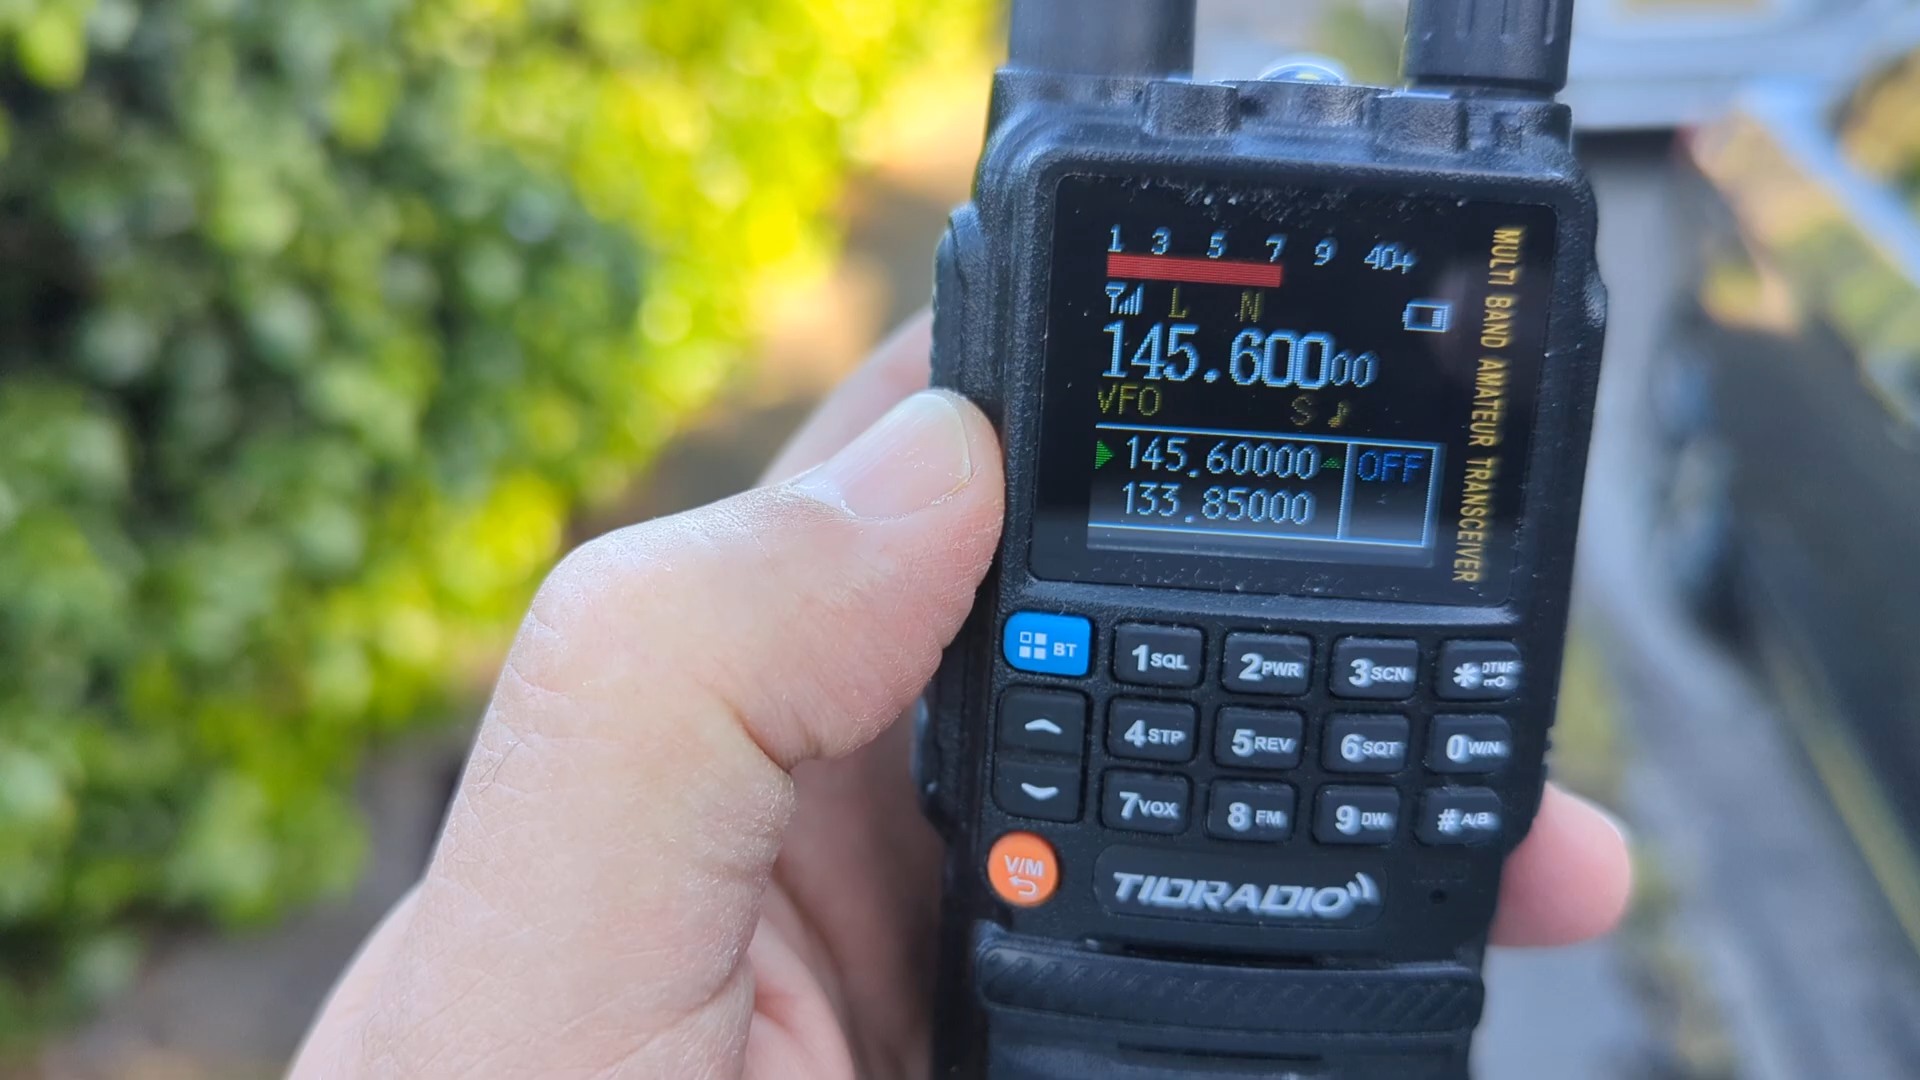 1 3 5 7 9 40+
L N
145.60000
VFO S
145.60000 OFF
133.85000
MULTI BAND AMATEUR TRANSCEIVER
BT 1SQL 2PWR 3SCN *DTMF
4STP 5REV 6SQT 0W/N
7VOX 8FM 9DW #A/B
V/M
TIDRADIO